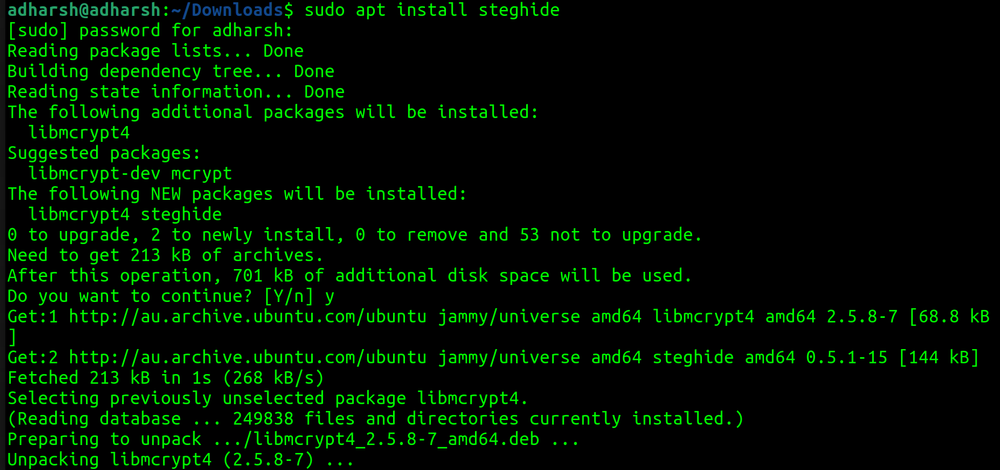 adharsh@adharsh:~/Downloads$ sudo apt install steghide
[sudo] password for adharsh:
Reading package lists... Done
Building dependency tree... Done
Reading state information... Done
The following additional packages will be installed:
  libmcrypt4
Suggested packages:
  libmcrypt-dev mcrypt
The following NEW packages will be installed:
  libmcrypt4 steghide
0 to upgrade, 2 to newly install, 0 to remove and 53 not to upgrade.
Need to get 213 kB of archives.
After this operation, 701 kB of additional disk space will be used.
Do you want to continue? [Y/n] y
Get:1 http://au.archive.ubuntu.com/ubuntu jammy/universe amd64 libmcrypt4 amd64 2.5.8-7 [68.8 kB
]
Get:2 http://au.archive.ubuntu.com/ubuntu jammy/universe amd64 steghide amd64 0.5.1-15 [144 kB]
Fetched 213 kB in 1s (268 kB/s)
Selecting previously unselected package libmcrypt4.
(Reading database ... 249838 files and directories currently installed.)
Preparing to unpack .../libmcrypt4_2.5.8-7_amd64.deb ...
Unpacking libmcrypt4 (2.5.8-7) ...